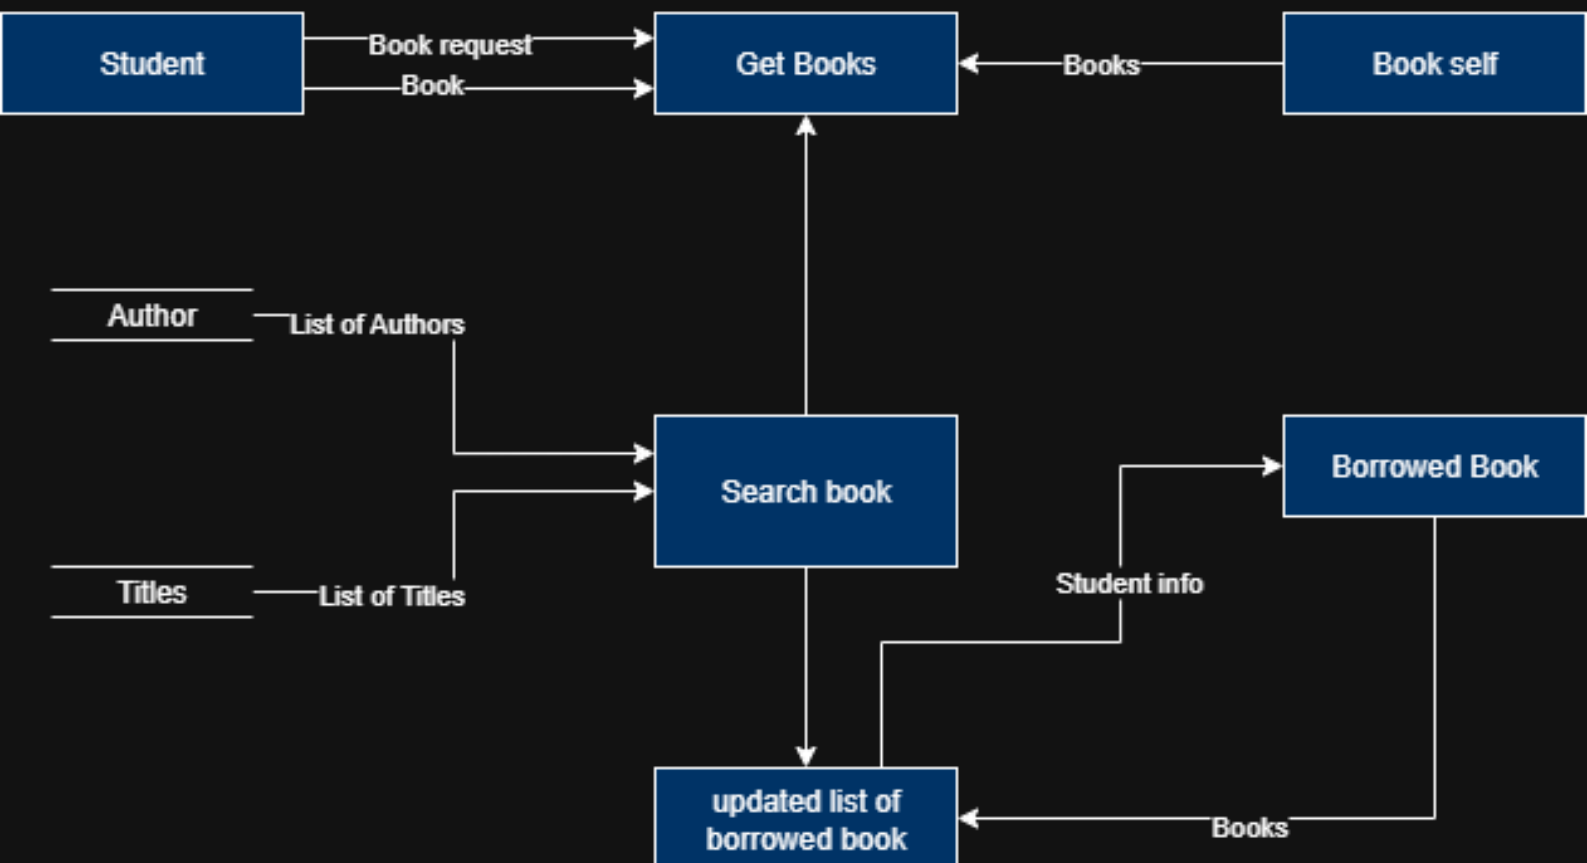 Student
Book request
Book
Get Books
Books
Book self
Author
List of Authors
Search book
Borrowed Book
Titles
List of Titles
Student info
updated list of
borrowed book
Books